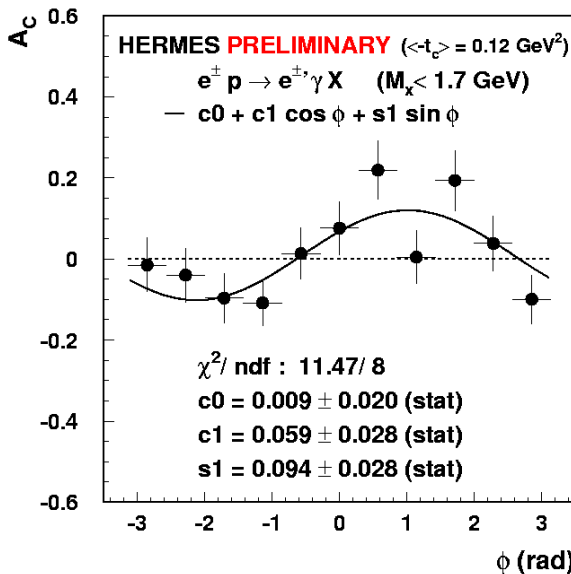 HERMES PRELIMINARY (<-t_c> = 0.12 GeV²)
e± p → e±' γ X (Mₓ< 1.7 GeV)
— c0 + c1 cos ϕ + s1 sin ϕ
χ²/ ndf : 11.47/ 8
c0 = 0.009 ± 0.020 (stat)
c1 = 0.059 ± 0.028 (stat)
s1 = 0.094 ± 0.028 (stat)
A_C
0.6
0.4
0.2
0
-0.2
-0.4
-0.6
-3 -2 -1 0 1 2 3
ϕ (rad)